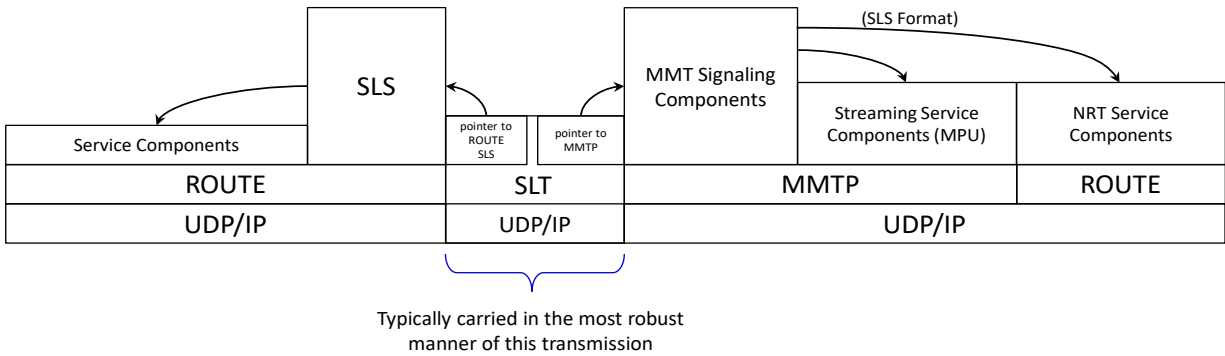 (SLS Format)
SLS
MMT Signaling
Components
Service Components
pointer to
ROUTE
SLS
pointer to
MMTP
Streaming Service
Components (MPU)
NRT Service
Components
ROUTE
SLT
MMTP
ROUTE
UDP/IP
UDP/IP
UDP/IP
Typically carried in the most robust
manner of this transmission